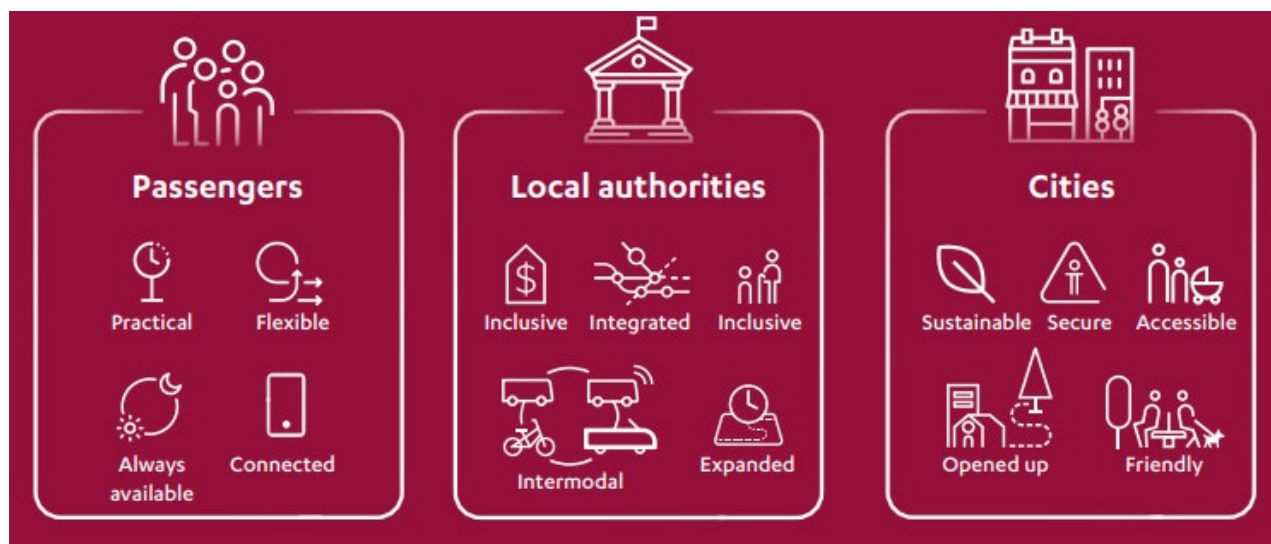 Passengers
Practical
Flexible
Always
available
Connected
Local authorities
$
Inclusive
Integrated
Inclusive
Intermodal
Expanded
Cities
Sustainable
Secure
Accessible
Opened up
Friendly